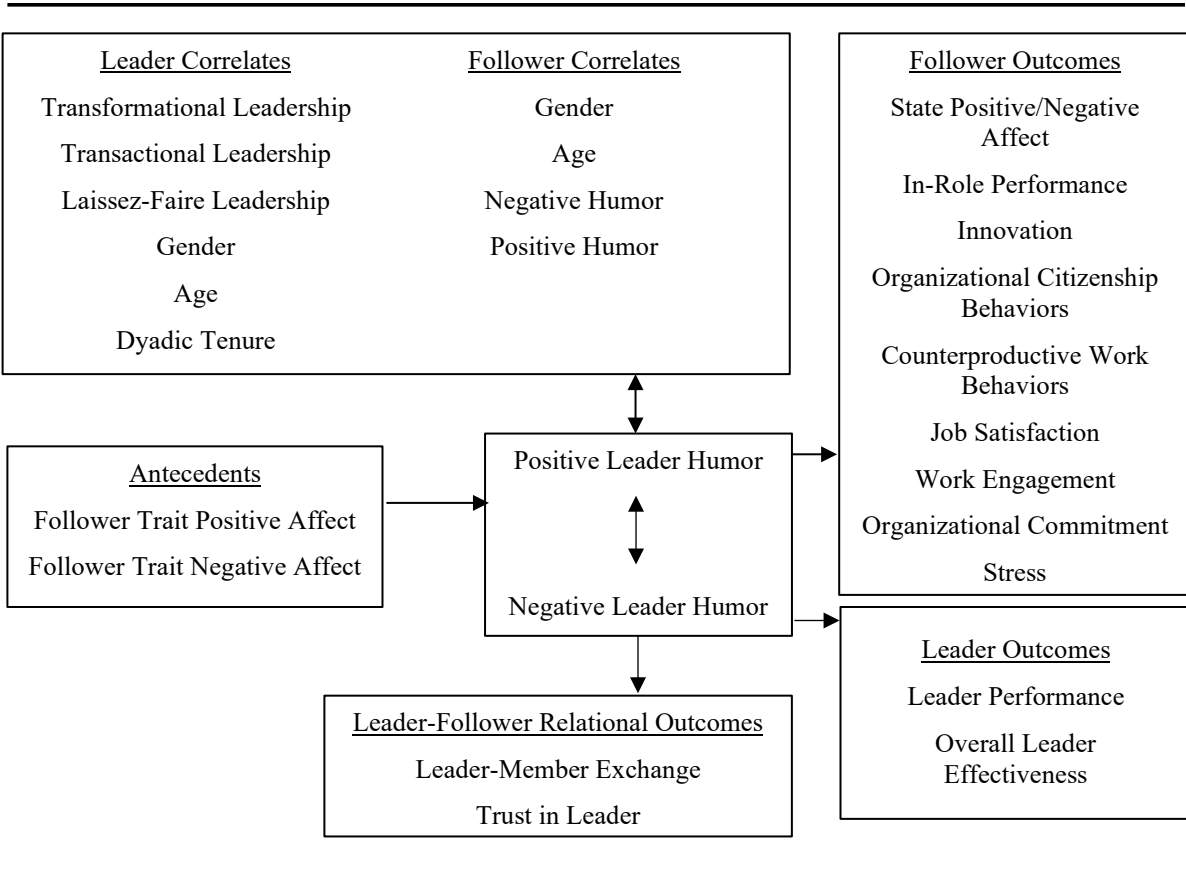 Leader Correlates
Transformational Leadership
Transactional Leadership
Laissez-Faire Leadership
Gender
Age
Dyadic Tenure
Follower Correlates
Gender
Age
Negative Humor
Positive Humor
Follower Outcomes
State Positive/Negative
Affect
In-Role Performance
Innovation
Organizational Citizenship
Behaviors
Counterproductive Work
Behaviors
Job Satisfaction
Work Engagement
Organizational Commitment
Stress
Antecedents
Follower Trait Positive Affect
Follower Trait Negative Affect
Positive Leader Humor
Negative Leader Humor
Leader Outcomes
Leader Performance
Overall Leader
Effectiveness
Leader-Follower Relational Outcomes
Leader-Member Exchange
Trust in Leader